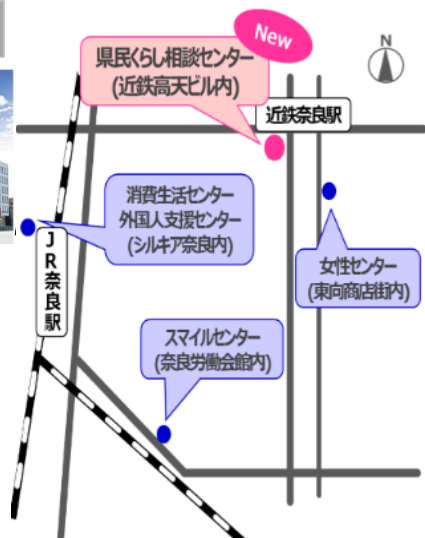 New
N
県民くらし相談センター
(近鉄高天ビル内)
近鉄奈良駅
消費生活センター
外国人支援センター
(シルキア奈良内)
JR奈良駅
女性センター
(東向商店街内)
スマイルセンター
(奈良労働会館内)